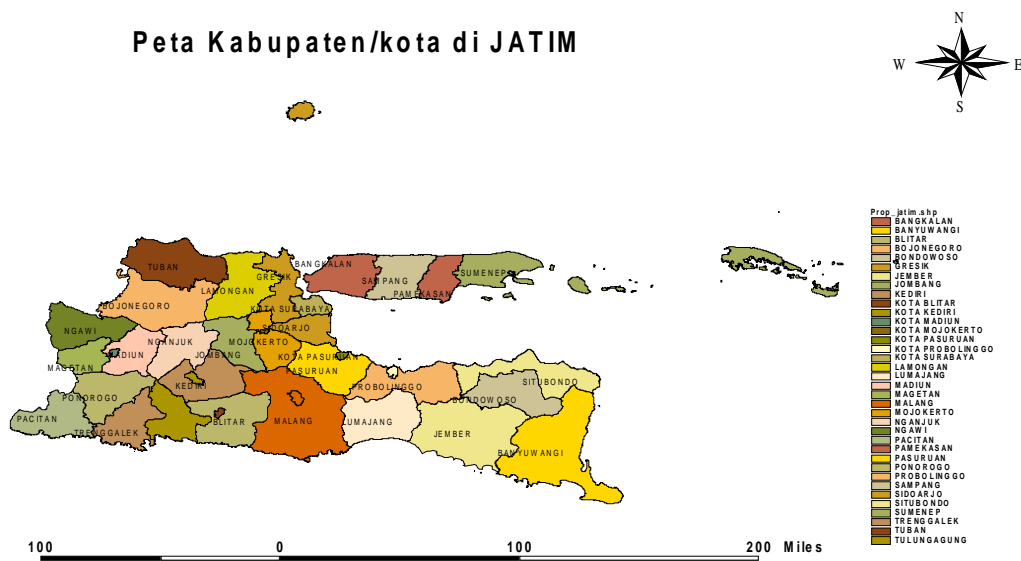 Peta Kabupaten/kota di JATIM
N
W
E
S
TUBAN
BANGKALAN
GRESIK
SAMPANG
SUMENEP
LAMONGAN
PAMEKASAN
BOJONEGORO
KOTA SURABAYA
NGAWI
SIDOARJO
NGANJUK
MOJOKERTO
MADIUN
JOMBANG
KOTA PASURUAN
MAGETAN
PASURUAN
KEDIRI
PROBOLINGGO
SITUBONDO
PONOROGO
BONDOWOSO
PACITAN
BLITAR
MALANG
LUMAJANG
TRENGGALEK
JEMBER
BANYUWANGI
100 0 100 200 Miles
Prop_jatim.shp
BANGKALAN
BANYUWANGI
BLITAR
BOJONEGORO
BONDOWOSO
GRESIK
JEMBER
JOMBANG
KEDIRI
KOTA BLITAR
KOTA KEDIRI
KOTA MADIUN
KOTA MOJOKERTO
KOTA PASURUAN
KOTA PROBOLINGGO
KOTA SURABAYA
LAMONGAN
LUMAJANG
MADIUN
MAGETAN
MALANG
MOJOKERTO
NGANJUK
NGAWI
PACITAN
PAMEKASAN
PASURUAN
PONOROGO
PROBOLINGGO
SAMPANG
SIDOARJO
SITUBONDO
SUMENEP
TRENGGALEK
TUBAN
TULUNGAGUNG